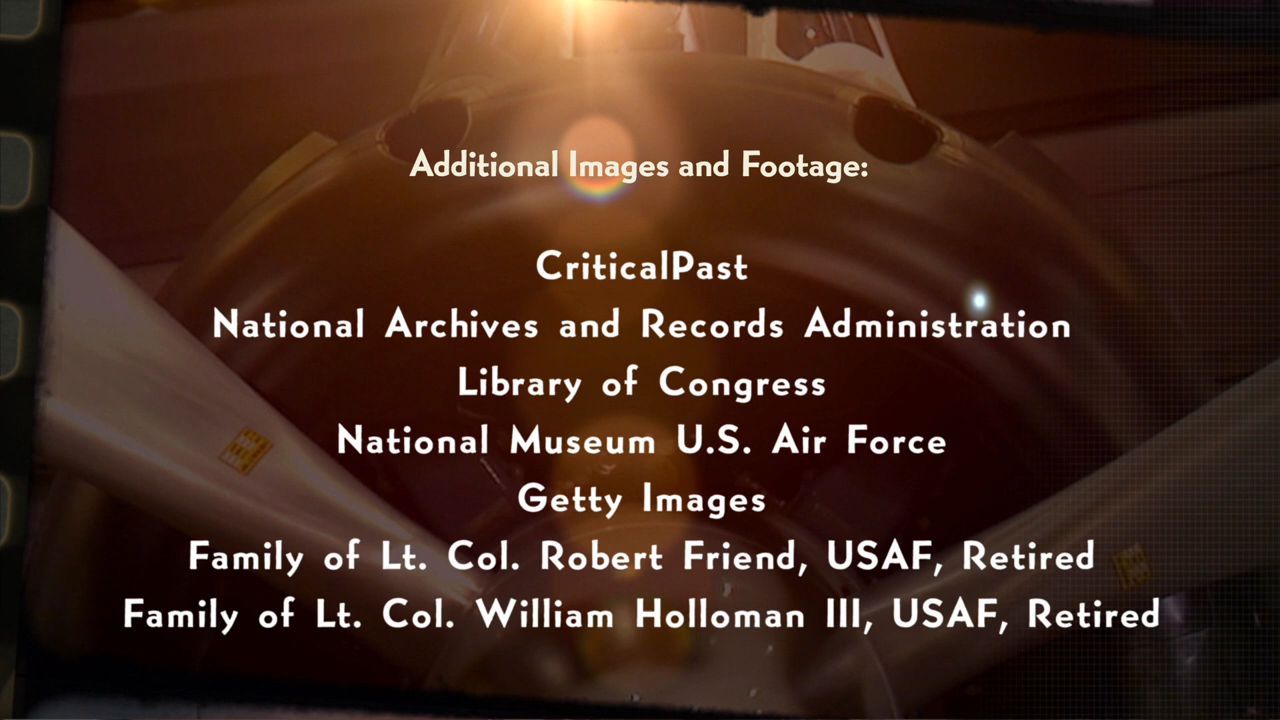 Additional Images and Footage:
CriticalPast
National Archives and Records Administration
Library of Congress
National Museum U.S. Air Force
Getty Images
Family of Lt. Col. Robert Friend, USAF, Retired
Family of Lt. Col. William Holloman III, USAF, Retired